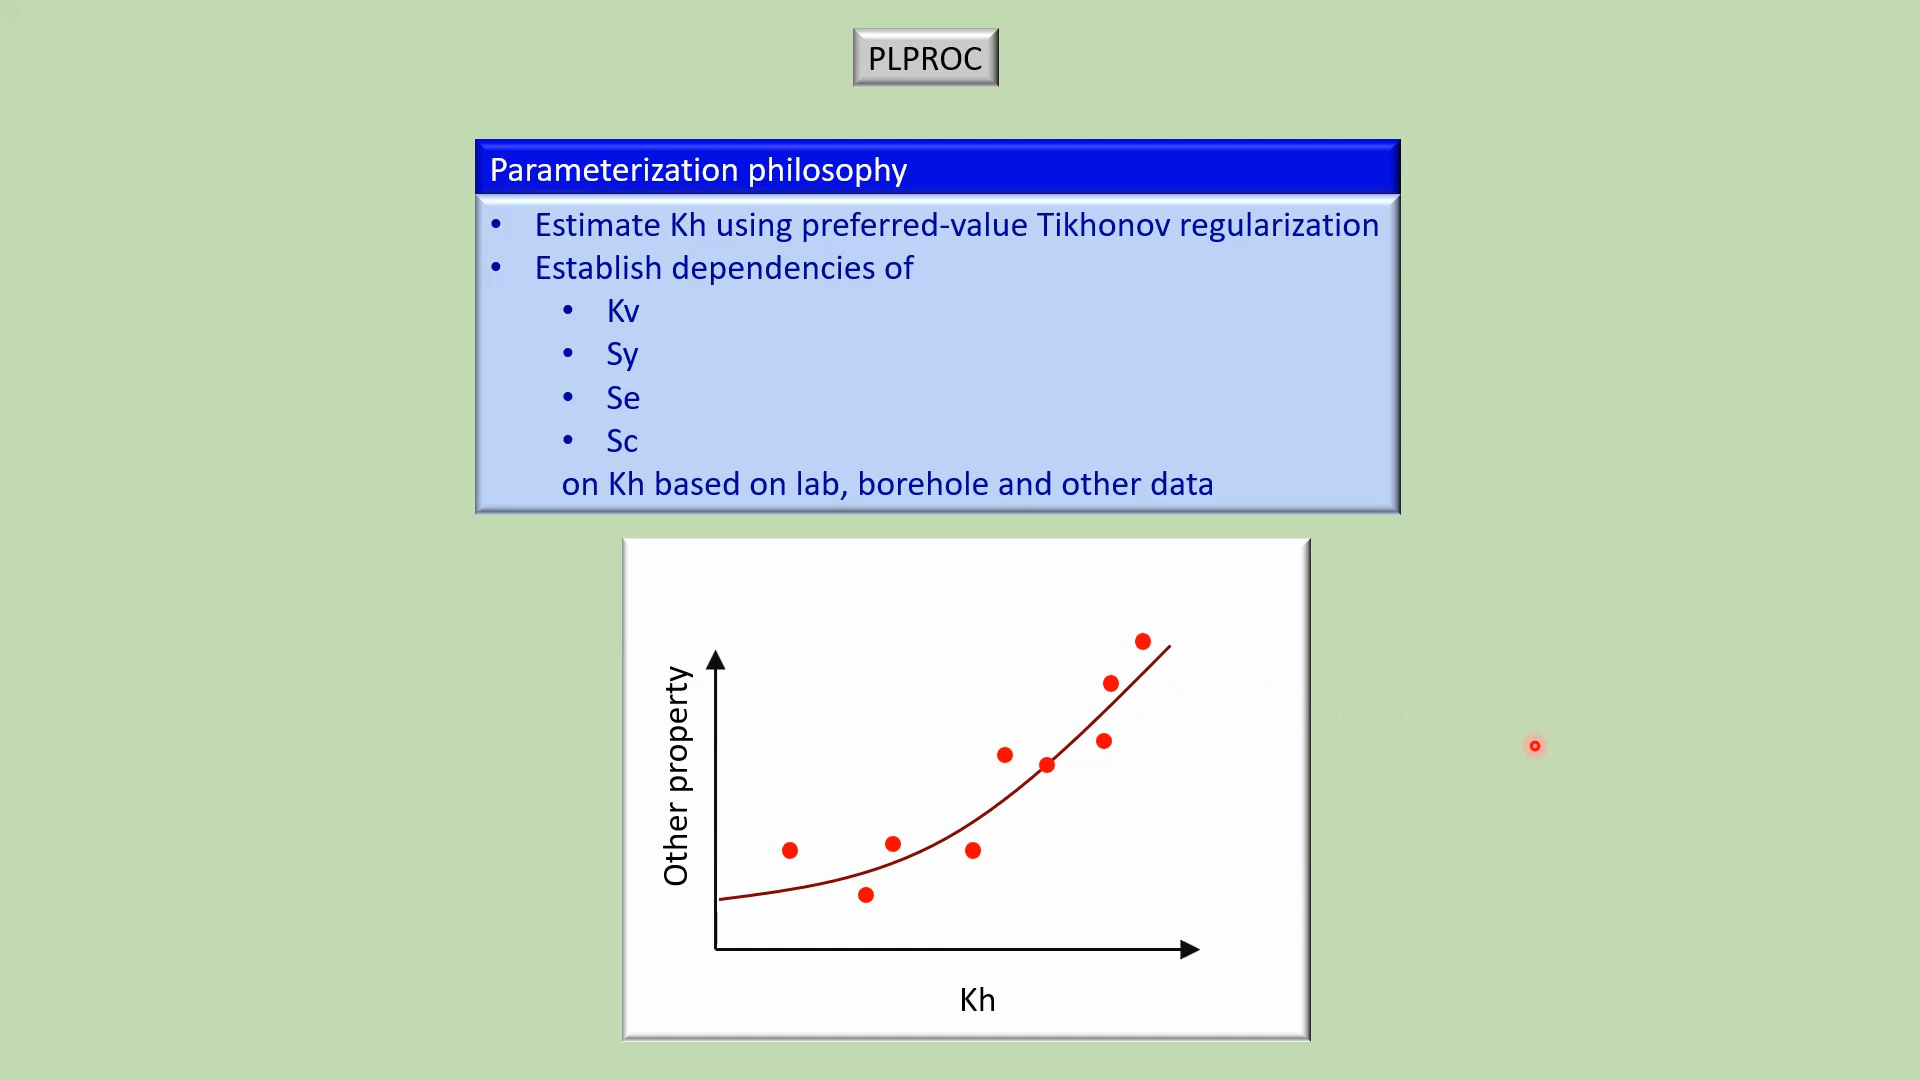 PLPROC
Parameterization philosophy
• Estimate Kh using preferred-value Tikhonov regularization
• Establish dependencies of
• Kv
• Sy
• Se
• Sc
on Kh based on lab, borehole and other data
Other property
Kh